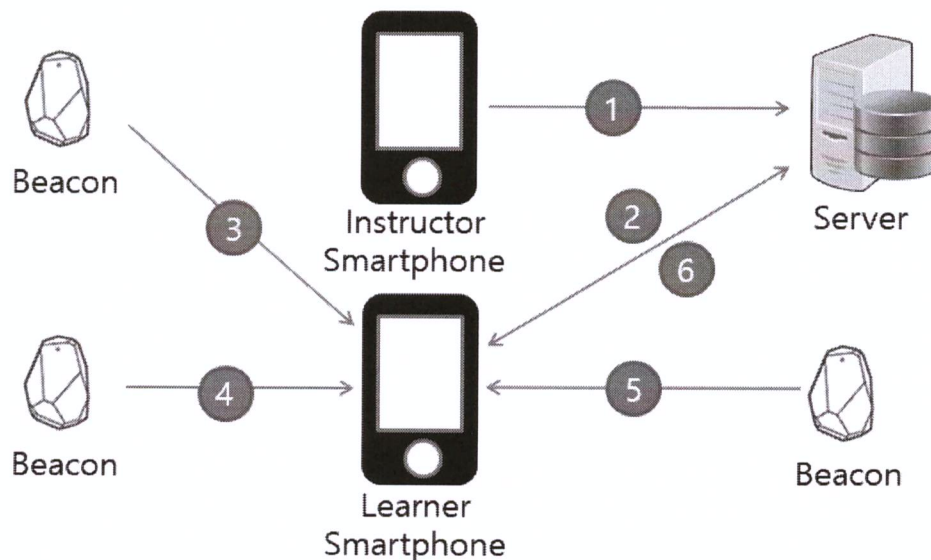 1
Beacon
Instructor
Smartphone
Server
3
2
6
4
5
Beacon
Learner
Smartphone
Beacon